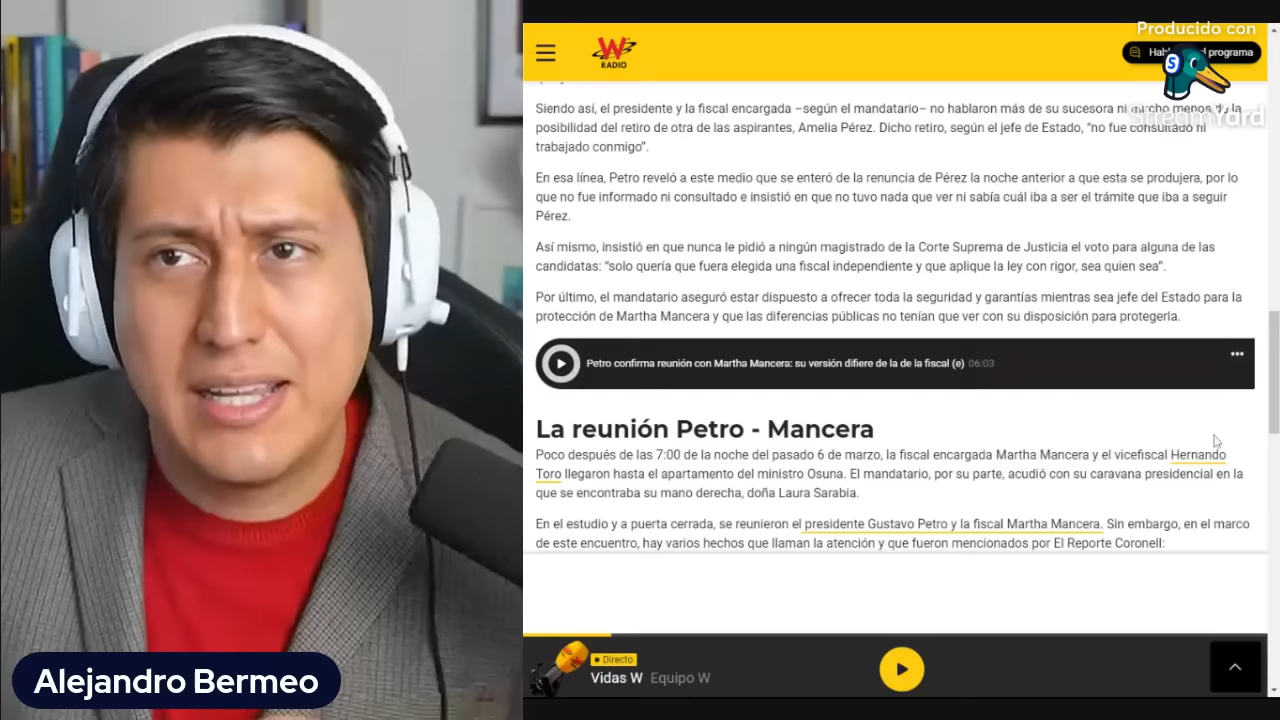 Producido con
StreamYard
W
RADIO
programa
Siendo así, el presidente y la fiscal encargada –según el mandatario– no hablaron más de su sucesora ni mucho menos de la
posibilidad del retiro de otra de las aspirantes, Amelia Pérez. Dicho retiro, según el jefe de Estado, “no fue consultado ni
trabajado conmigo”.
En esa línea, Petro reveló a este medio que se enteró de la renuncia de Pérez la noche anterior a que esta se produjera, por lo
que no fue informado ni consultado e insistió en que no tuvo nada que ver ni sabía cuál iba a ser el trámite que iba a seguir
Pérez.
Así mismo, insistió en que nunca le pidió a ningún magistrado de la Corte Suprema de Justicia el voto para alguna de las
candidatas: “solo quería que fuera elegida una fiscal independiente y que aplique la ley con rigor, sea quien sea”.
Por último, el mandatario aseguró estar dispuesto a ofrecer toda la seguridad y garantías mientras sea jefe del Estado para la
protección de Martha Mancera y que las diferencias públicas no tenían que ver con su disposición para protegerla.
Petro confirma reunión con Martha Mancera: su versión difiere de la de la fiscal (e) 06:03
La reunión Petro - Mancera
Poco después de las 7:00 de la noche del pasado 6 de marzo, la fiscal encargada Martha Mancera y el vicefiscal Hernando
Toro llegaron hasta el apartamento del ministro Osuna. El mandatario, por su parte, acudió con su caravana presidencial en la
que se encontraba su mano derecha, doña Laura Sarabia.
En el estudio y a puerta cerrada, se reunieron el presidente Gustavo Petro y la fiscal Martha Mancera. Sin embargo, en el marco
de este encuentro, hay varios hechos que llaman la atención y que fueron mencionados por El Reporte Coronell:
Directo
Vidas W Equipo W
Alejandro Bermeo